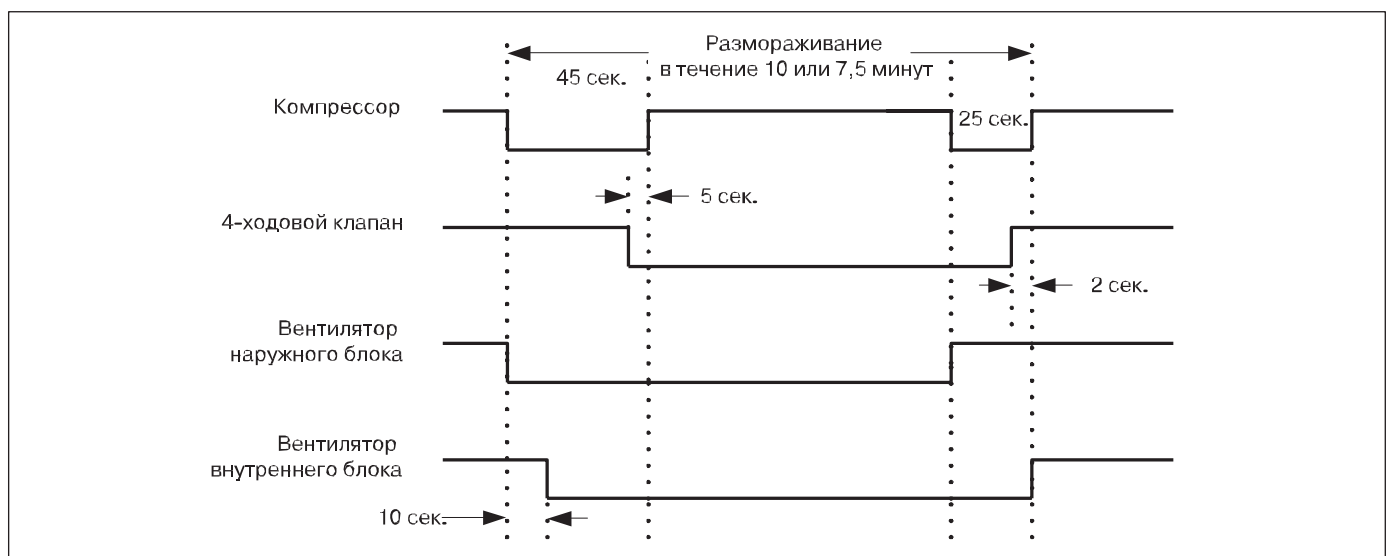 Размораживание
в течение 10 или 7,5 минут
45 сек.
Компрессор
25 сек.
5 сек.
4-ходовой клапан
2 сек.
Вентилятор
наружного блока
Вентилятор
внутреннего блока
10 сек.